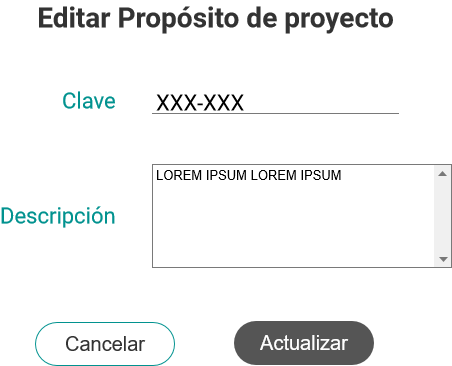 Editar Propósito de proyecto
Clave XXX-XXX
LOREM IPSUM LOREM IPSUM
Descripción
Cancelar Actualizar